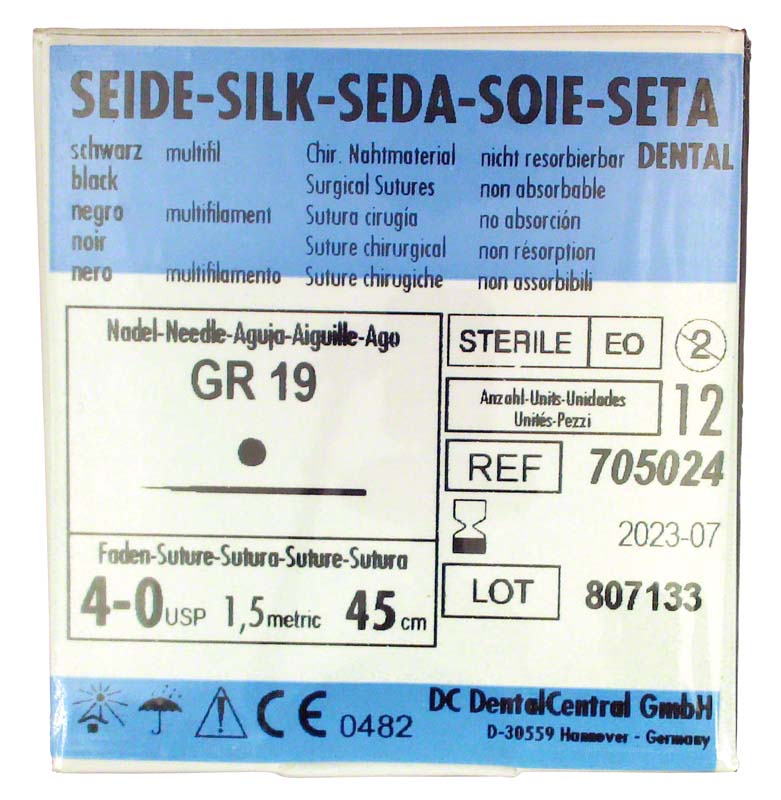 SEIDE-SILK-SEDA-SOIE-SETA
schwarz multifil Chir. Nahtmaterial nicht resorbierbar DENTAL
black Surgical Sutures non absorbable
negro multifilament Sutura cirugía no absorción
noir Suture chirurgical non résorption
nero multifilamento Suture chirugiche non assorbibili
Nadel-Needle-Aguja-Aiguille-Ago
GR 19
STERILE EO 2
Anzahl-Units-Unidades
Unités-Pezzi
12
REF 705024
2023-07
Faden-Suture-Sutura-Suture-Sutura
4-0 USP 1,5 metric 45 cm
LOT 807133
CE 0482
DC DentalCentral GmbH
D-30559 Hannover - Germany